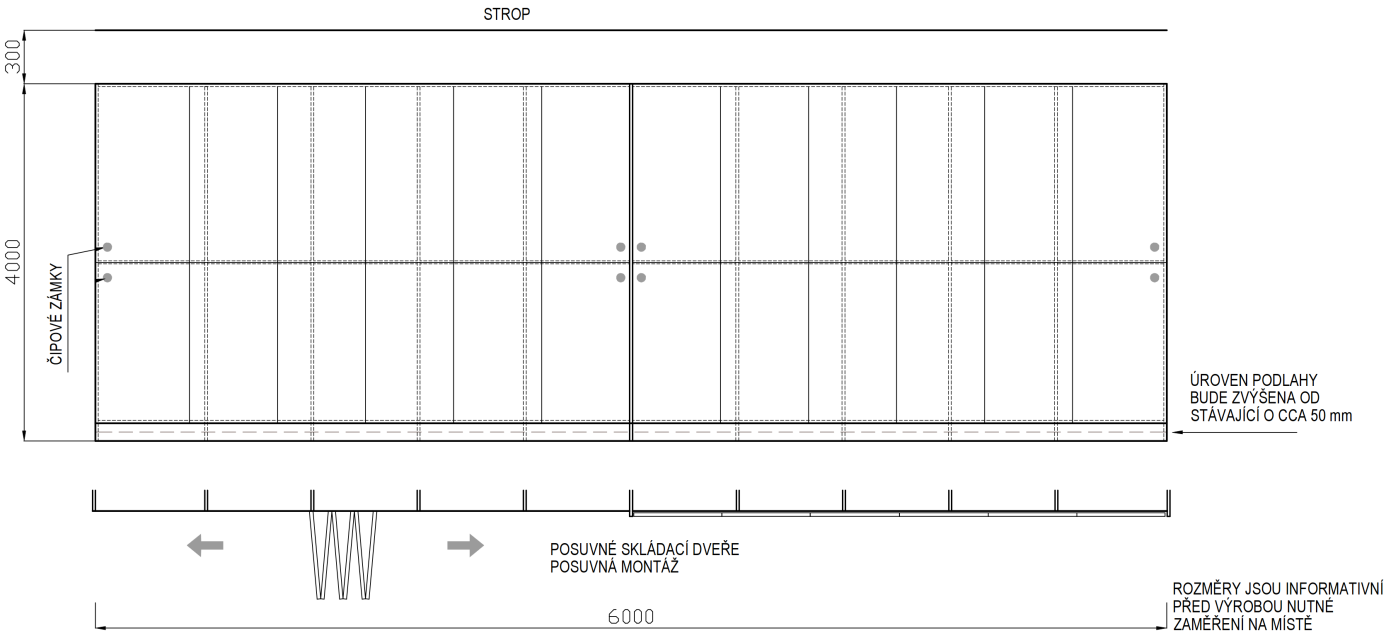 STROP
300
4000
ČIPOVÉ ZÁMKY
ÚROVEN PODLAHY
BUDE ZVÝŠENA OD
STÁVAJÍCÍ O CCA 50 mm
POSUVNÉ SKLÁDACÍ DVEŘE
POSUVNÁ MONTÁŽ
6000
ROZMĚRY JSOU INFORMATIVNÍ
PŘED VÝROBOU NUTNÉ
ZAMĚŘENÍ NA MÍSTĚ